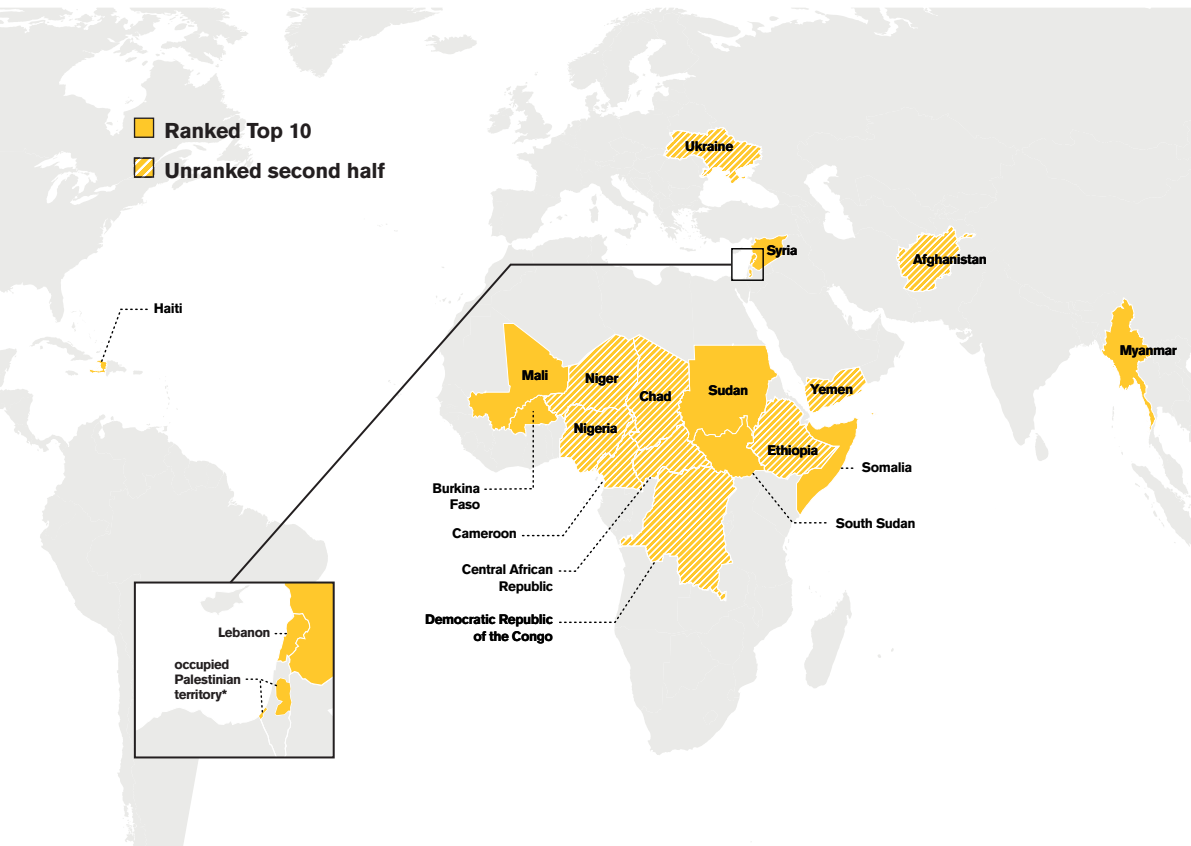 Ranked Top 10
Unranked second half
Ukraine
Syria
Afghanistan
Haiti
Myanmar
Mali
Niger
Chad
Sudan
Yemen
Nigeria
Ethiopia
Somalia
Burkina
Faso
South Sudan
Cameroon
Central African
Republic
Democratic Republic
of the Congo
Lebanon
occupied
Palestinian
territory*